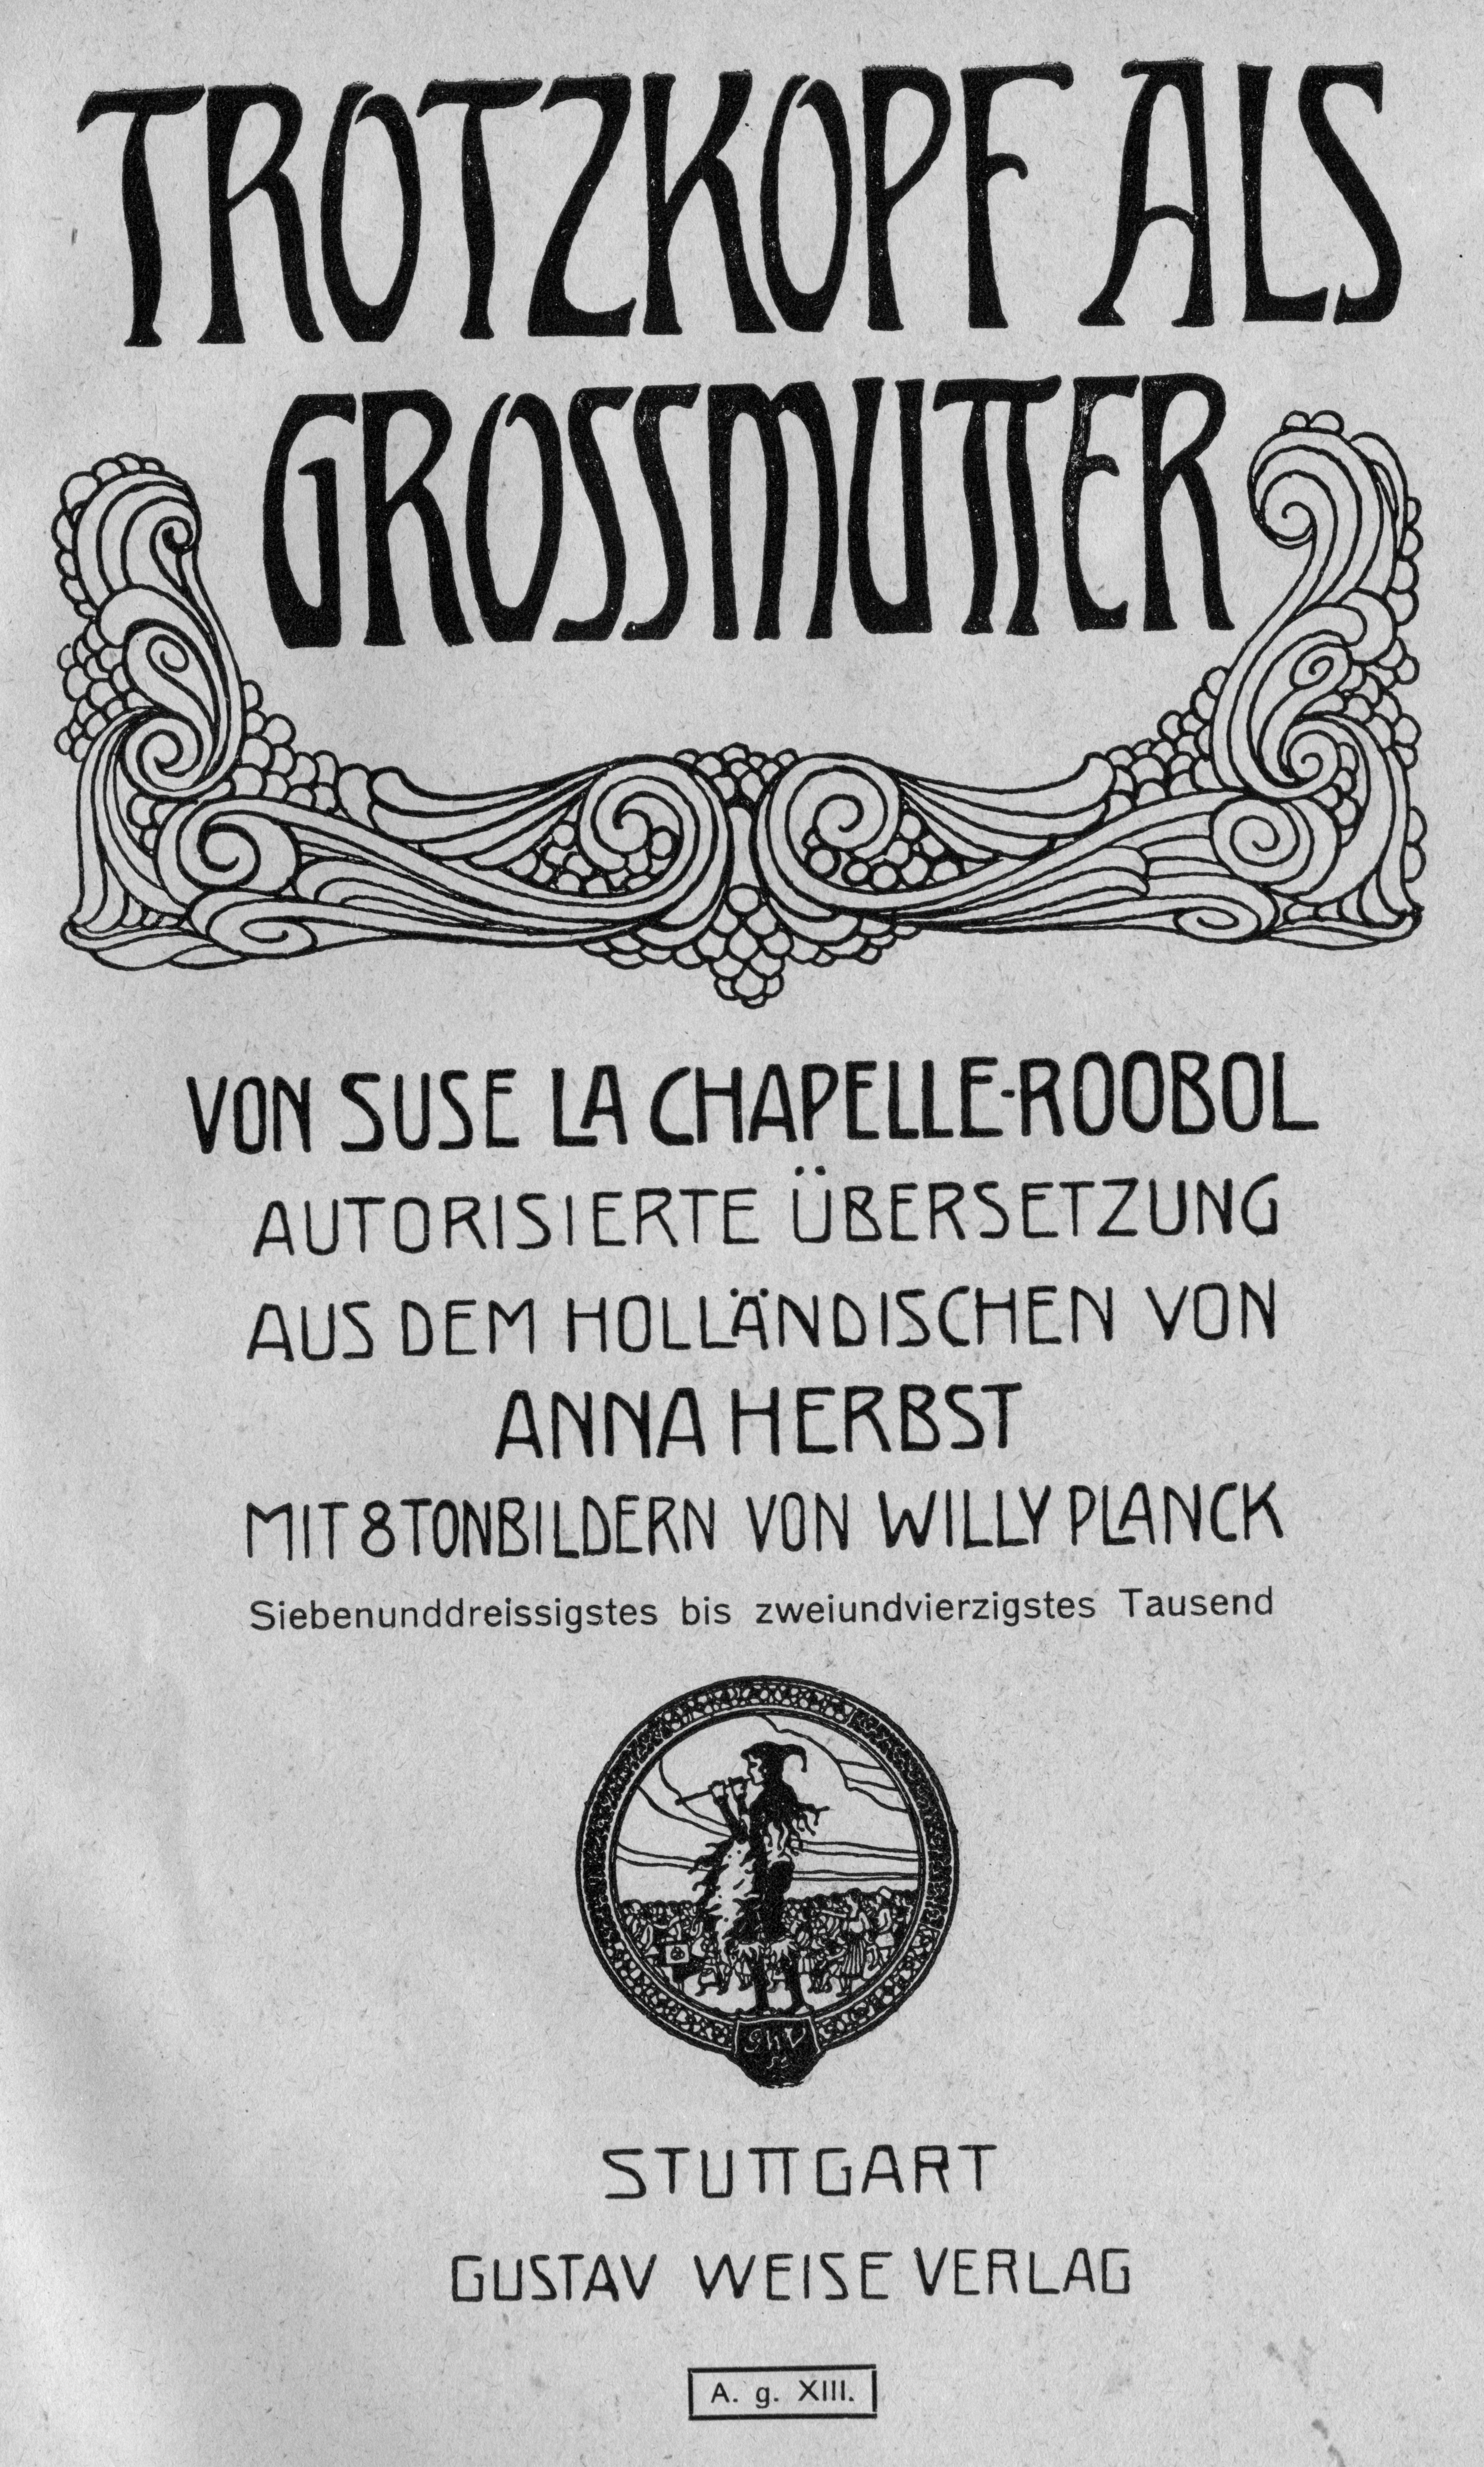 TROTZKOPF ALS
GROSSMUTTER
VON SUSE LA CHAPELLE-ROOBOL
AUTORISIERTE ÜBERSETZUNG
AUS DEM HOLLÄNDISCHEN VON
ANNA HERBST
MIT 8 TONBILDERN VON WILLY PLANCK
Siebenunddreissigstes bis zweiundvierzigstes Tausend
GWV
STUTTGART
GUSTAV WEISE VERLAG
A. g. XIII.